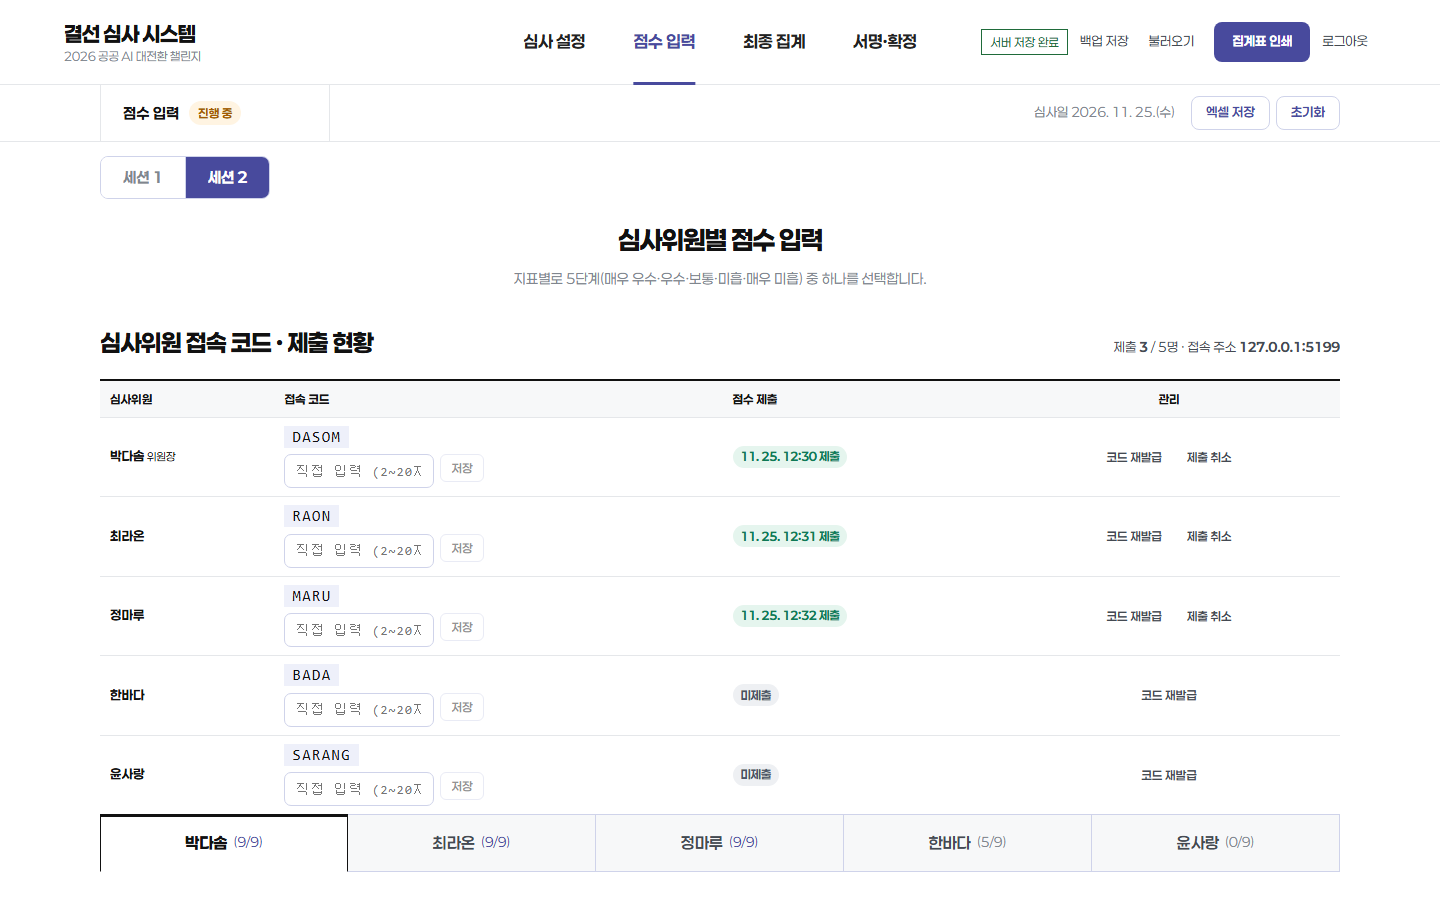 결선 심사 시스템
2026 공공 AI 대전환 챌린지
심사 설정 점수 입력 최종 집계 서명·확정
서버 저장 완료 백업 저장 불러오기 집계표 인쇄 로그아웃
점수 입력 진행 중
심사일 2026. 11. 25.(수) 엑셀 저장 초기화
세션 1 세션 2
심사위원별 점수 입력
지표별로 5단계(매우 우수·우수·보통·미흡·매우 미흡) 중 하나를 선택합니다.
심사위원 접속 코드 · 제출 현황
제출 3 / 5명 · 접속 주소 127.0.0.1:5199
심사위원 접속 코드 점수 제출 관리
DASOM
박다솜 위원장 11. 25. 12:30 제출 코드 재발급 제출 취소
직접 입력 (2~20 저장
RAON
최라온 11. 25. 12:31 제출 코드 재발급 제출 취소
직접 입력 (2~20 저장
MARU
정마루 11. 25. 12:32 제출 코드 재발급 제출 취소
직접 입력 (2~20 저장
BADA
한바다 미제출 코드 재발급
직접 입력 (2~20 저장
SARANG
윤사랑 미제출 코드 재발급
직접 입력 (2~20 저장
박다솜 (9/9) 최라온 (9/9) 정마루 (9/9) 한바다 (5/9) 윤사랑 (0/9)